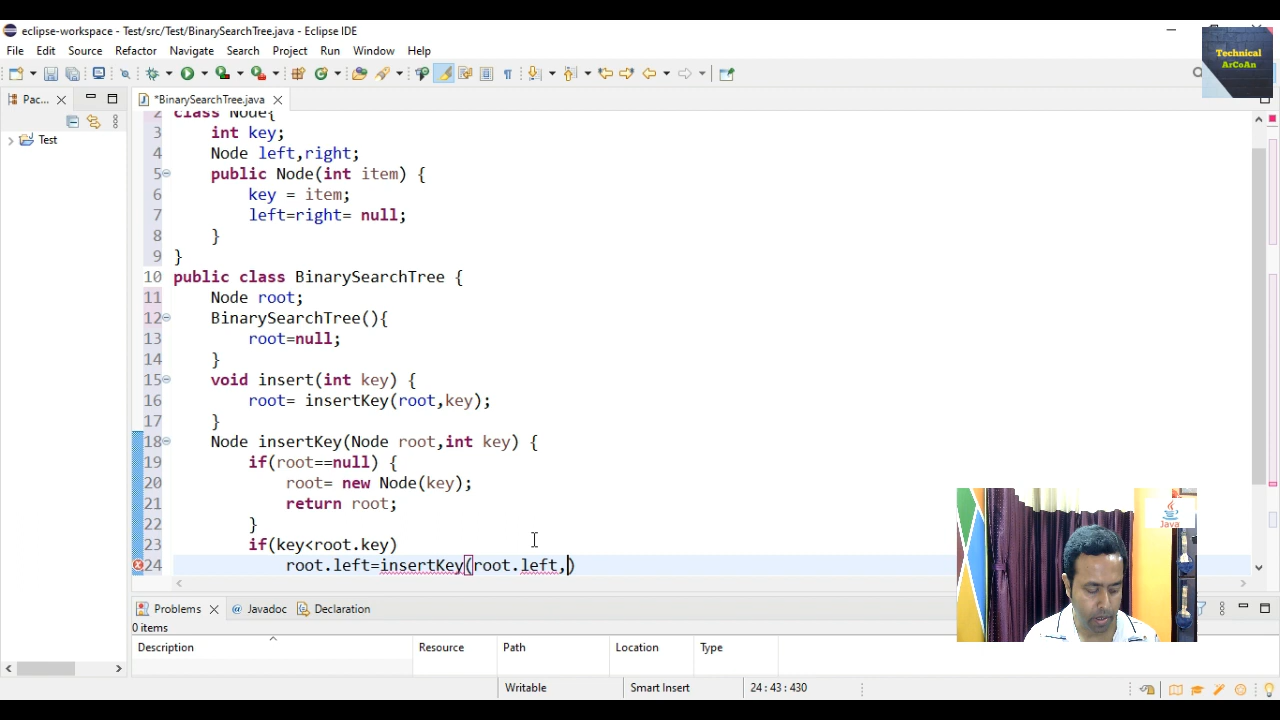 eclipse-workspace - Test/src/Test/BinarySearchTree.java - Eclipse IDE
File Edit Source Refactor Navigate Search Project Run Window Help
Technical
ArCoAn
Pac...
*BinarySearchTree.java
Test
2 class Node{
3 int key;
4 Node left,right;
5 public Node(int item) {
6 key = item;
7 left=right= null;
8 }
9 }
10 public class BinarySearchTree {
11 Node root;
12 BinarySearchTree(){
13 root=null;
14 }
15 void insert(int key) {
16 root= insertKey(root,key);
17 }
18 Node insertKey(Node root,int key) {
19 if(root==null) {
20 root= new Node(key);
21 return root;
22 }
23 if(key<root.key)
24 root.left=insertKey(root.left,)
Java
Problems Javadoc Declaration
0 items
Description Resource Path Location Type
Writable Smart Insert 24 : 43 : 430